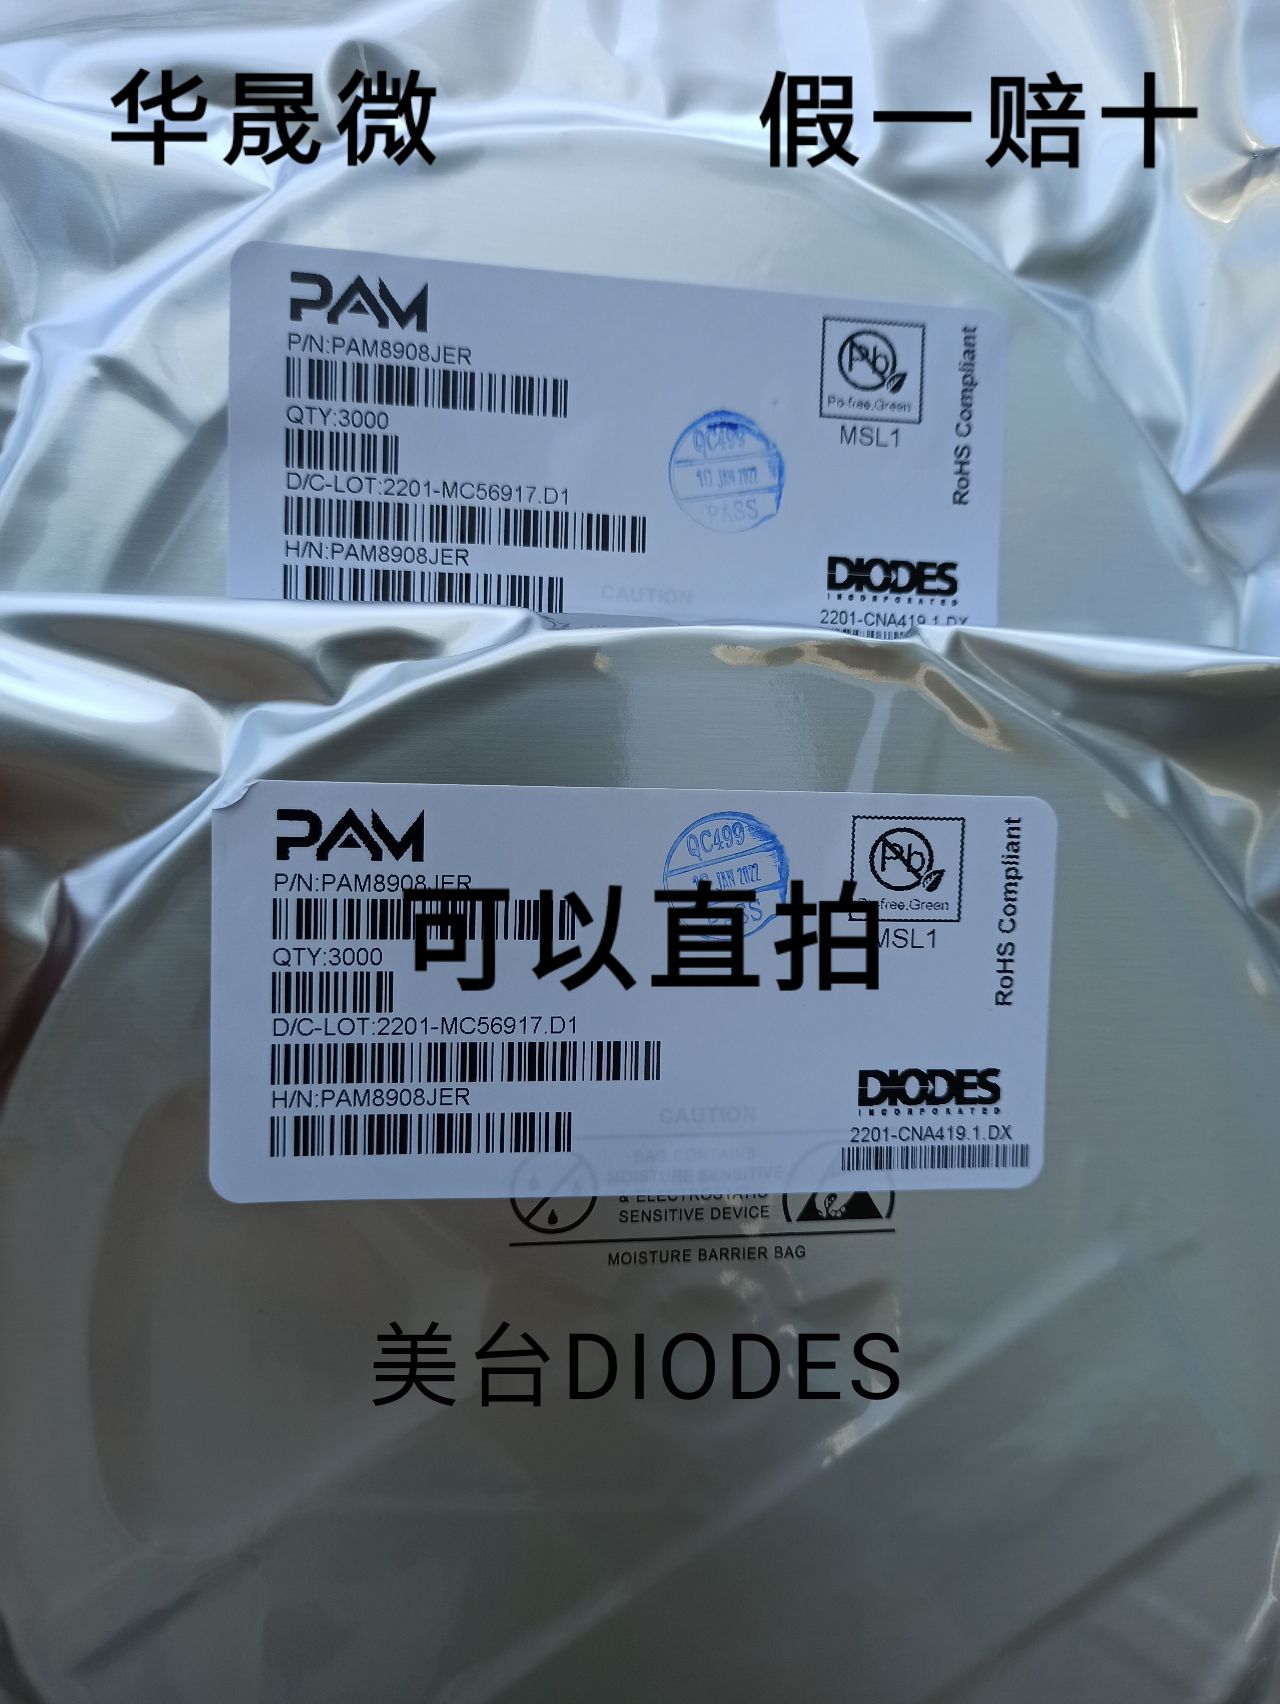 华晟微 假一赔十
PAM
P/N:PAM8908JER
QTY:3000
D/C-LOT:2201-MC56917.D1
H/N:PAM8908JER
QC499
10 JAN 2022
PASS
Pb
Pb-free,Green
MSL1
RoHS Compliant
CAUTION
DIODES
INCORPORATED
2201-CNA419.1.DX
PAM
P/N:PAM8908JER
QTY:3000
D/C-LOT:2201-MC56917.D1
H/N:PAM8908JER
QC499
JAN 2022
Pb
-free,Green
MSL1
RoHS Compliant
可以直拍
DIODES
INCORPORATED
2201-CNA419.1.DX
CAUTION
BAG CONTAINS
MOISTURE SENSITIVE
& ELECTROSTATIC
SENSITIVE DEVICE
MOISTURE BARRIER BAG
美台DIODES